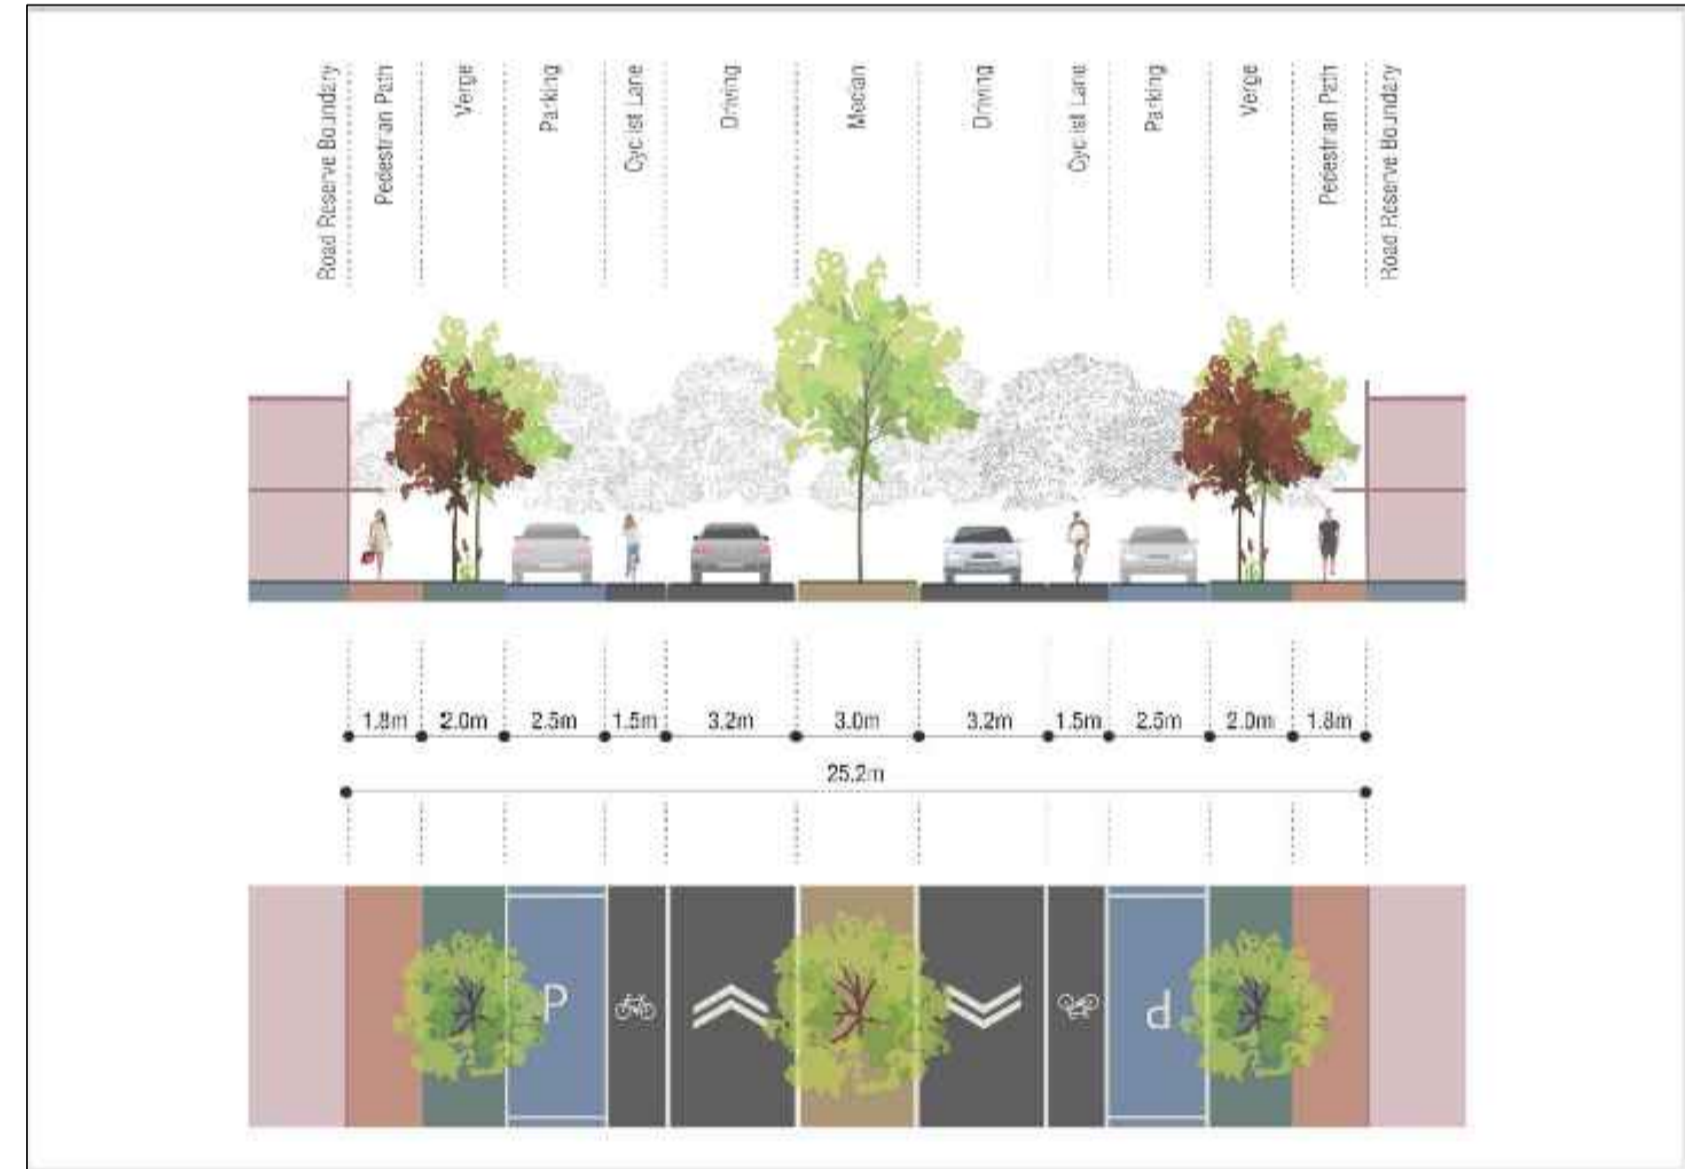 Road Reserve Boundary
Pedestrian Path
Verge
Parking
Cyclist Lane
Driving
Median
Driving
Cyclist Lane
Parking
Verge
Pedestrian Path
Road Reserve Boundary
1.8m 2.0m 2.5m 1.5m 3.2m 3.0m 3.2m 1.5m 2.5m 2.0m 1.8m
25.2m
P
P